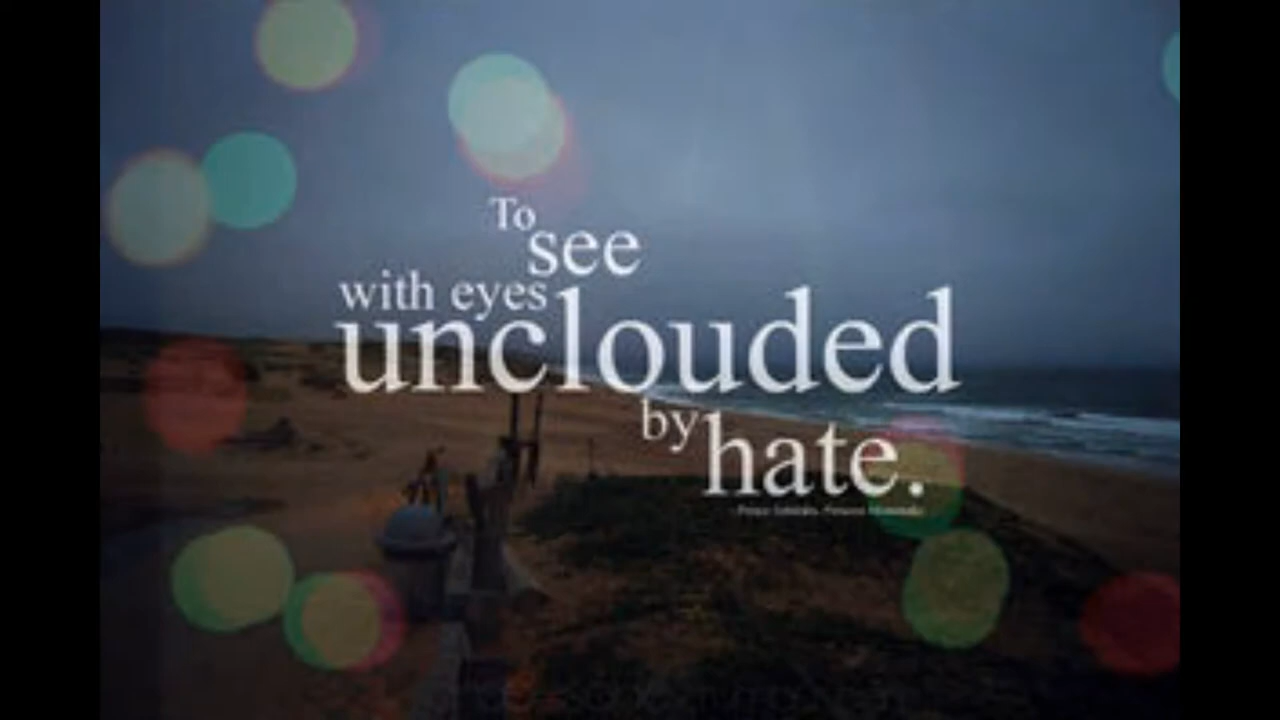 To
see
with eyes
unclouded
by
hate.